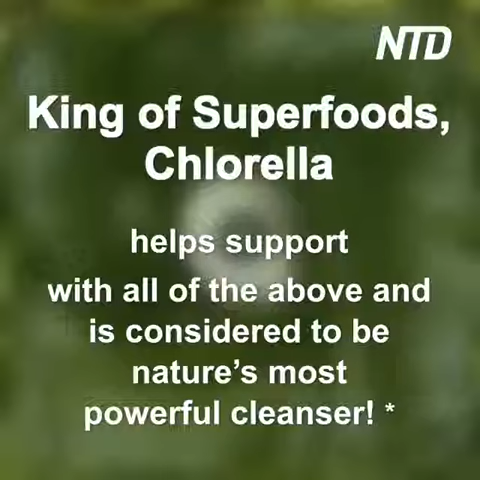 NTD
King of Superfoods,
Chlorella
helps support
with all of the above and
is considered to be
nature's most
powerful cleanser! *